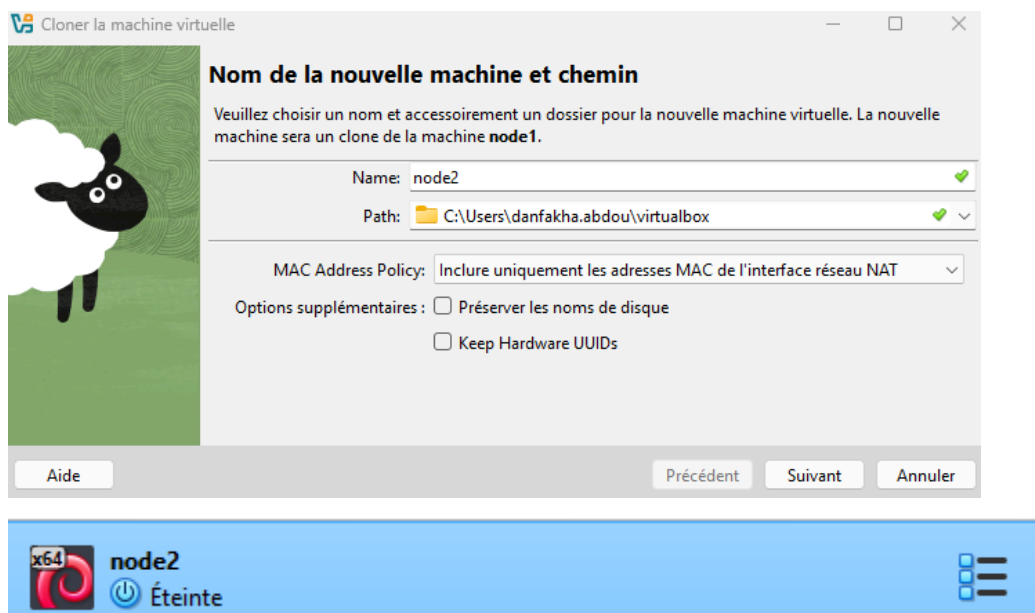 Cloner la machine virtuelle
Nom de la nouvelle machine et chemin
Veuillez choisir un nom et accessoirement un dossier pour la nouvelle machine virtuelle. La nouvelle
machine sera un clone de la machine node1.
Name: node2
Path: C:\Users\danfakha.abdou\virtualbox
MAC Address Policy: Inclure uniquement les adresses MAC de l'interface réseau NAT
Options supplémentaires : Préserver les noms de disque
Keep Hardware UUIDs
Aide Précédent Suivant Annuler
x64 node2
Éteinte